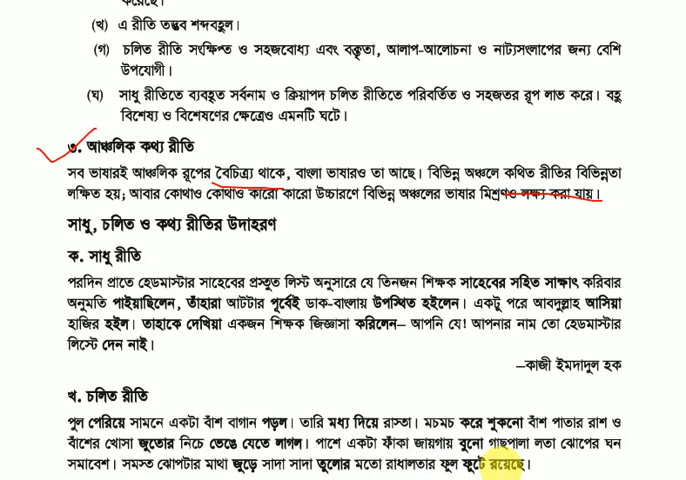 করেছে।
(খ) এ রীতি তদ্ভব শব্দবহুল।
(গ) চলিত রীতি সংক্ষিপ্ত ও সহজবোধ্য এবং বক্তৃতা, আলাপ-আলোচনা ও নাট্যসংলাপের জন্য বেশি
উপযোগী।
(ঘ) সাধু রীতিতে ব্যবহৃত সর্বনাম ও ক্রিয়াপদ চলিত রীতিতে পরিবর্তিত ও সহজতর রূপ লাভ করে। বহু
বিশেষ্য ও বিশেষণের ক্ষেত্রেও এমনটি ঘটে।
৩. আঞ্চলিক কথ্য রীতি
সব ভাষারই আঞ্চলিক রূপের বৈচিত্র্য থাকে, বাংলা ভাষারও তা আছে। বিভিন্ন অঞ্চলে কথিত রীতির বিভিন্নতা
লক্ষিত হয়; আবার কোথাও কোথাও কারো কারো উচ্চারণে বিভিন্ন অঞ্চলের ভাষার মিশ্রণও লক্ষ্য করা যায়।
সাধু, চলিত ও কথ্য রীতির উদাহরণ
ক. সাধু রীতি
পরদিন প্রাতে হেডমাস্টার সাহেবের প্রস্তুত লিস্ট অনুসারে যে তিনজন শিক্ষক সাহেবের সহিত সাক্ষাৎ করিবার
অনুমতি পাইয়াছিলেন, তাঁহারা আটটার পূর্বেই ডাক-বাংলায় উপস্থিত হইলেন। একটু পরে আবদুল্লাহ আসিয়া
হাজির হইল। তাহাকে দেখিয়া একজন শিক্ষক জিজ্ঞাসা করিলেন– আপনি যে! আপনার নাম তো হেডমাস্টার
লিস্টে দেন নাই।
–কাজী ইমদাদুল হক
খ. চলিত রীতি
পুল পেরিয়ে সামনে একটা বাঁশ বাগান পড়ল। তারি মধ্য দিয়ে রাস্তা। মচমচ করে শুকনো বাঁশ পাতার রাশ ও
বাঁশের খোসা জুতোর নিচে ভেঙে যেতে লাগল। পাশে একটা ফাঁকা জায়গায় বুনো গাছপালা লতা ঝোপের ঘন
সমাবেশ। সমস্ত ঝোপটার মাথা জুড়ে সাদা সাদা তুলোর মতো রাধালতার ফুল ফুটে রয়েছে।